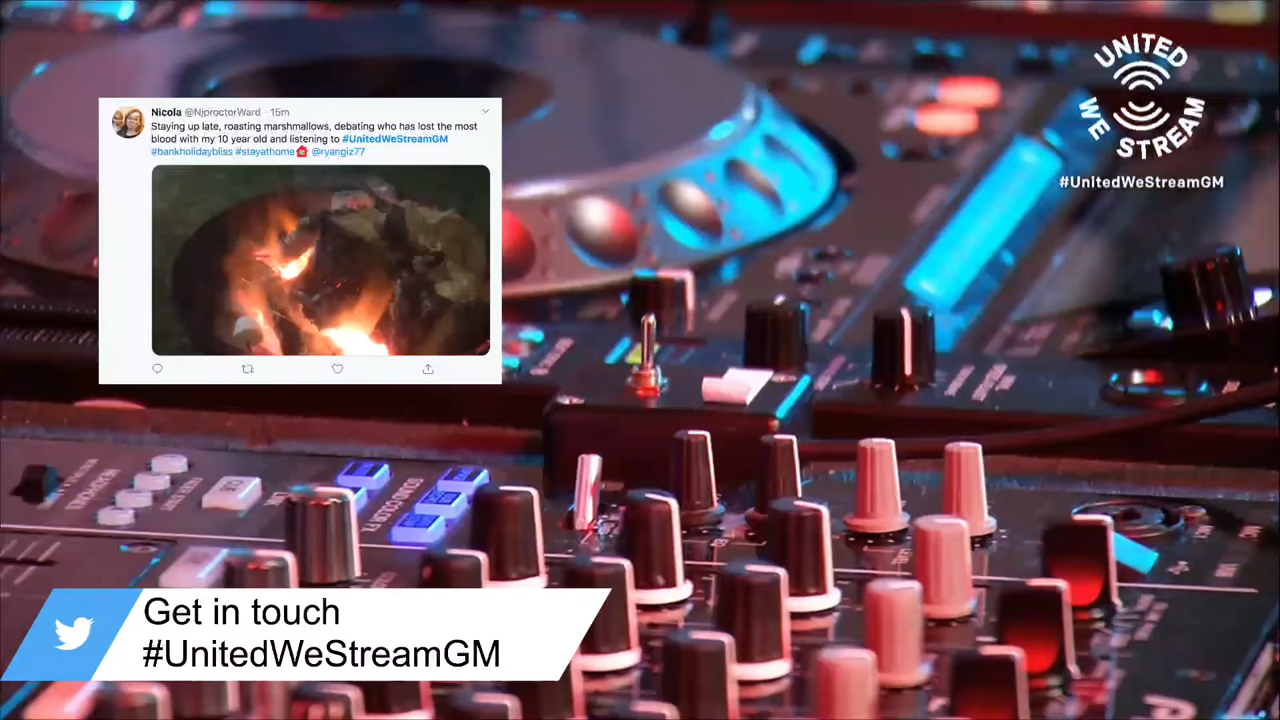 UNITED
WE STREAM
#UnitedWeStreamGM
Nicola @NjproctorWard · 15m
Staying up late, roasting marshmallows, debating who has lost the most
blood with my 10 year old and listening to #UnitedWeStreamGM
#bankholidaybliss #stayathome @ryangiz77
CUE
Get in touch
#UnitedWeStreamGM